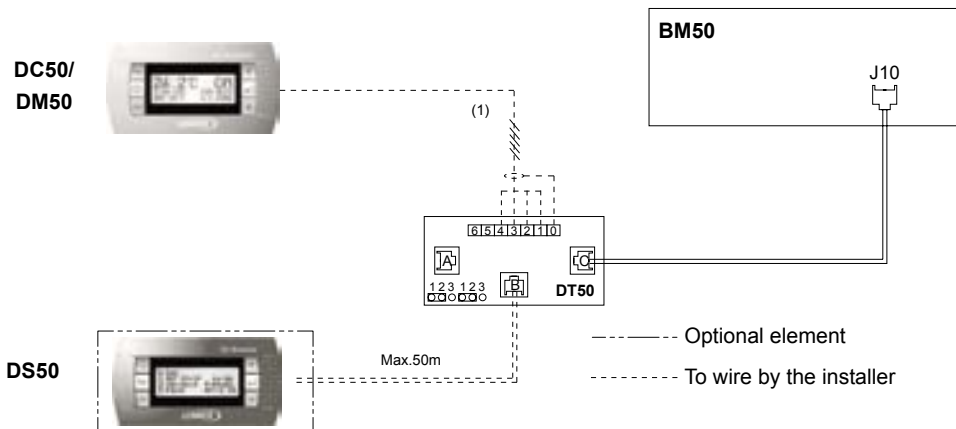 BM50
J10
DC50/
DM50
(1)
6 5 4 3 2 1 0
A
C
B
1 2 3 1 2 3
DT50
Max.50m
DS50
Optional element
To wire by the installer